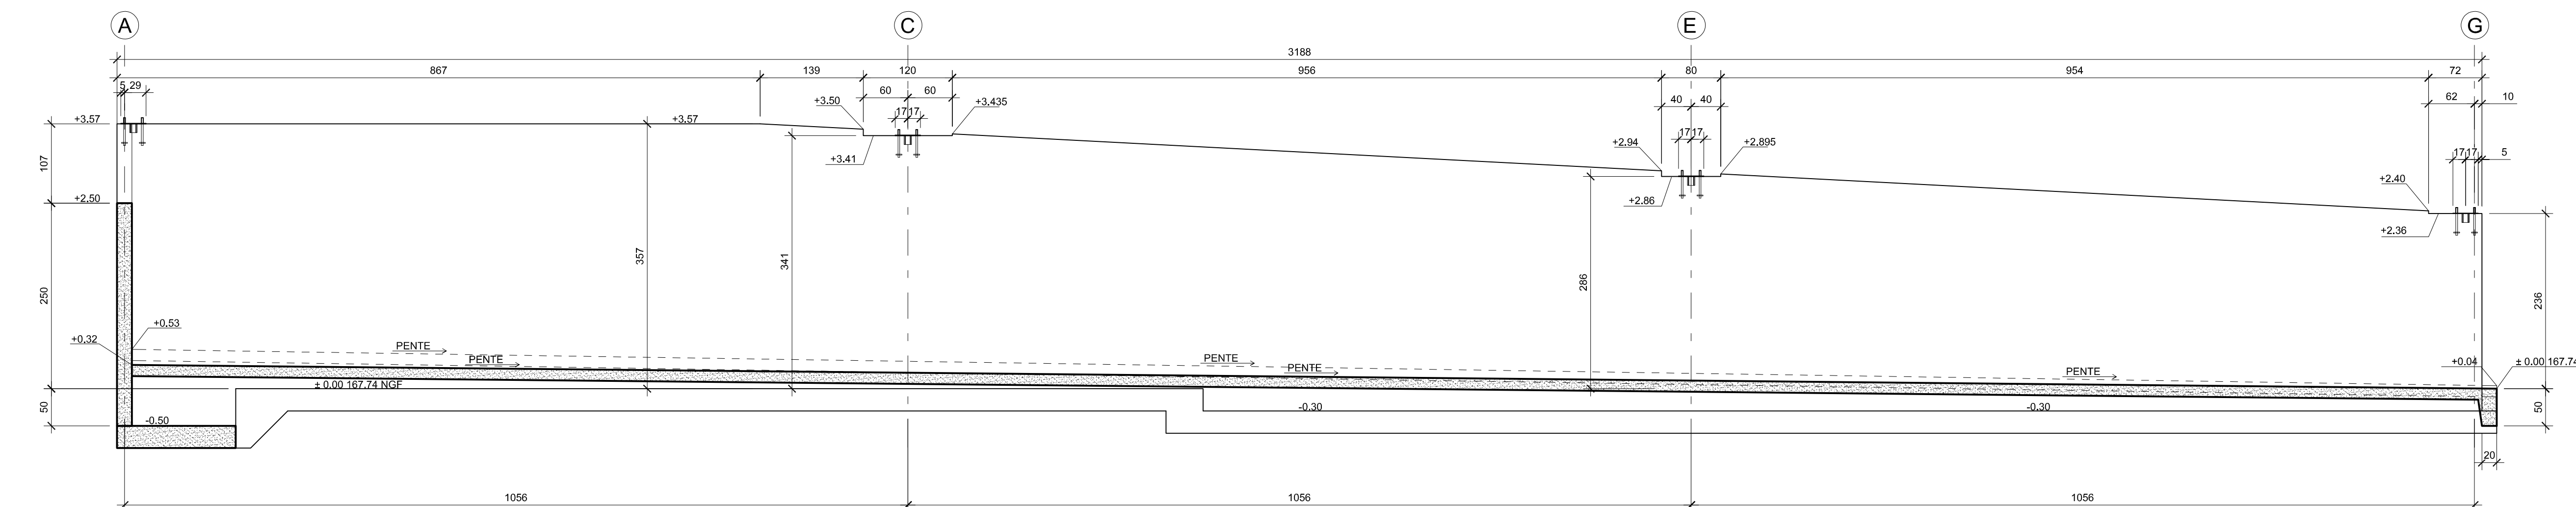 A C E G
3188
867 139 120 956 80 954 72
5 29 60 60 40 40 62 10
+3.57 +3.57 +3.50 17 17 +3.435 +2.94 17 17 +2.895 17 17 5
107 +3.41 +2.86 +2.40
+2.50 +2.36
250 357 341 286 236
+0.53
+0.32 PENTE PENTE PENTE PENTE PENTE +0.04 ± 0.00 167.74
± 0.00 167.74 NGF
50 -0.50 -0.30 -0.30 50
20
1056 1056 1056